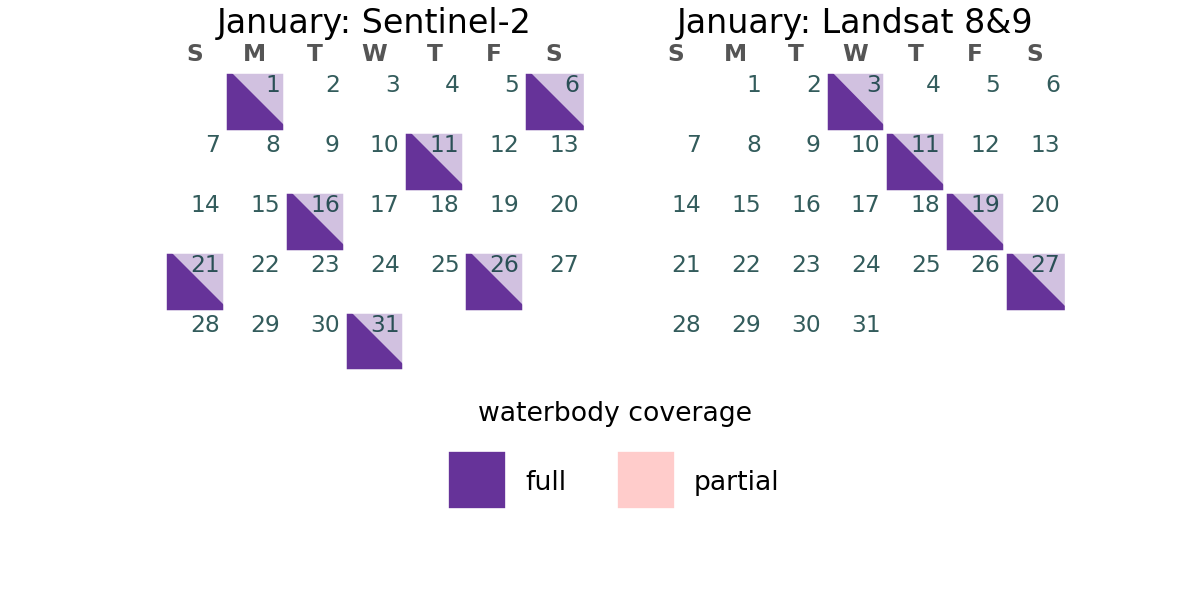 January: Sentinel-2
S M T W T F S
1 2 3 4 5 6
7 8 9 10 11 12 13
14 15 16 17 18 19 20
21 22 23 24 25 26 27
28 29 30 31
January: Landsat 8&9
S M T W T F S
1 2 3 4 5 6
7 8 9 10 11 12 13
14 15 16 17 18 19 20
21 22 23 24 25 26 27
28 29 30 31
waterbody coverage
full partial